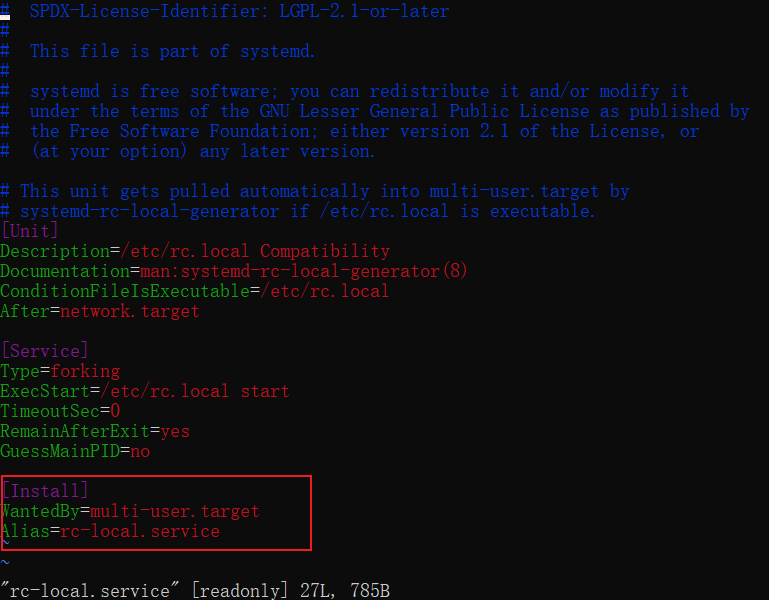 #  SPDX-License-Identifier: LGPL-2.1-or-later
#
#  This file is part of systemd.
#
#  systemd is free software; you can redistribute it and/or modify it
#  under the terms of the GNU Lesser General Public License as published by
#  the Free Software Foundation; either version 2.1 of the License, or
#  (at your option) any later version.

# This unit gets pulled automatically into multi-user.target by
# systemd-rc-local-generator if /etc/rc.local is executable.
[Unit]
Description=/etc/rc.local Compatibility
Documentation=man:systemd-rc-local-generator(8)
ConditionFileIsExecutable=/etc/rc.local
After=network.target

[Service]
Type=forking
ExecStart=/etc/rc.local start
TimeoutSec=0
RemainAfterExit=yes
GuessMainPID=no

[Install]
WantedBy=multi-user.target
Alias=rc-local.service
~
~
"rc-local.service" [readonly] 27L, 785B